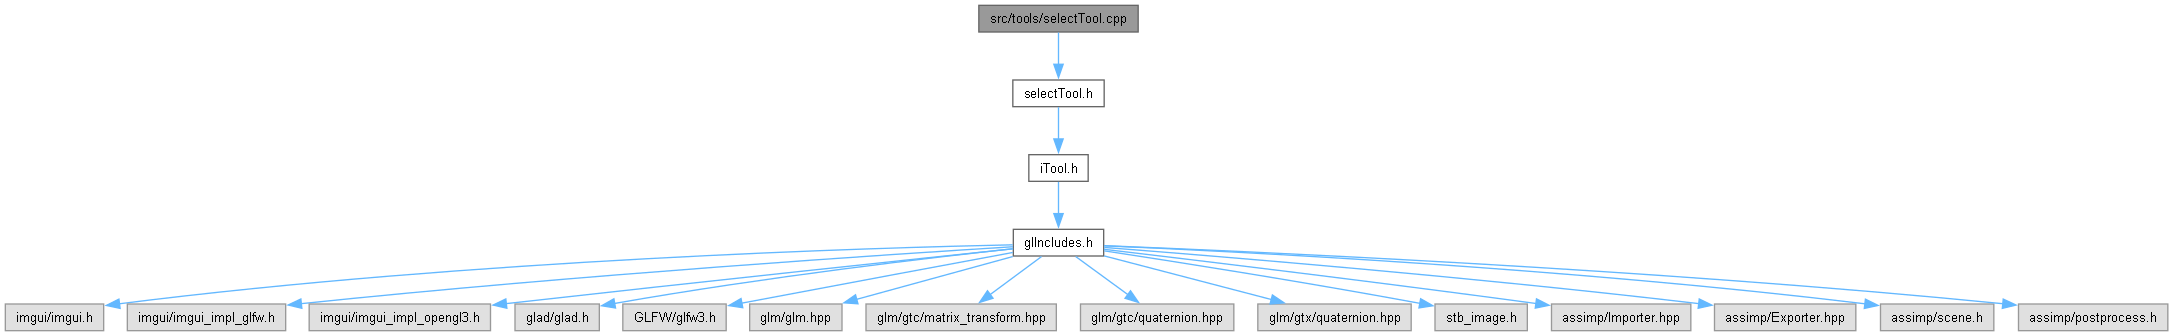 src/tools/selectTool.cpp
selectTool.h
iTool.h
glIncludes.h
imgui/imgui.h
imgui/imgui_impl_glfw.h
imgui/imgui_impl_opengl3.h
glad/glad.h
GLFW/glfw3.h
glm/glm.hpp
glm/gtc/matrix_transform.hpp
glm/gtc/quaternion.hpp
glm/gtx/quaternion.hpp
stb_image.h
assimp/Importer.hpp
assimp/Exporter.hpp
assimp/scene.h
assimp/postprocess.h